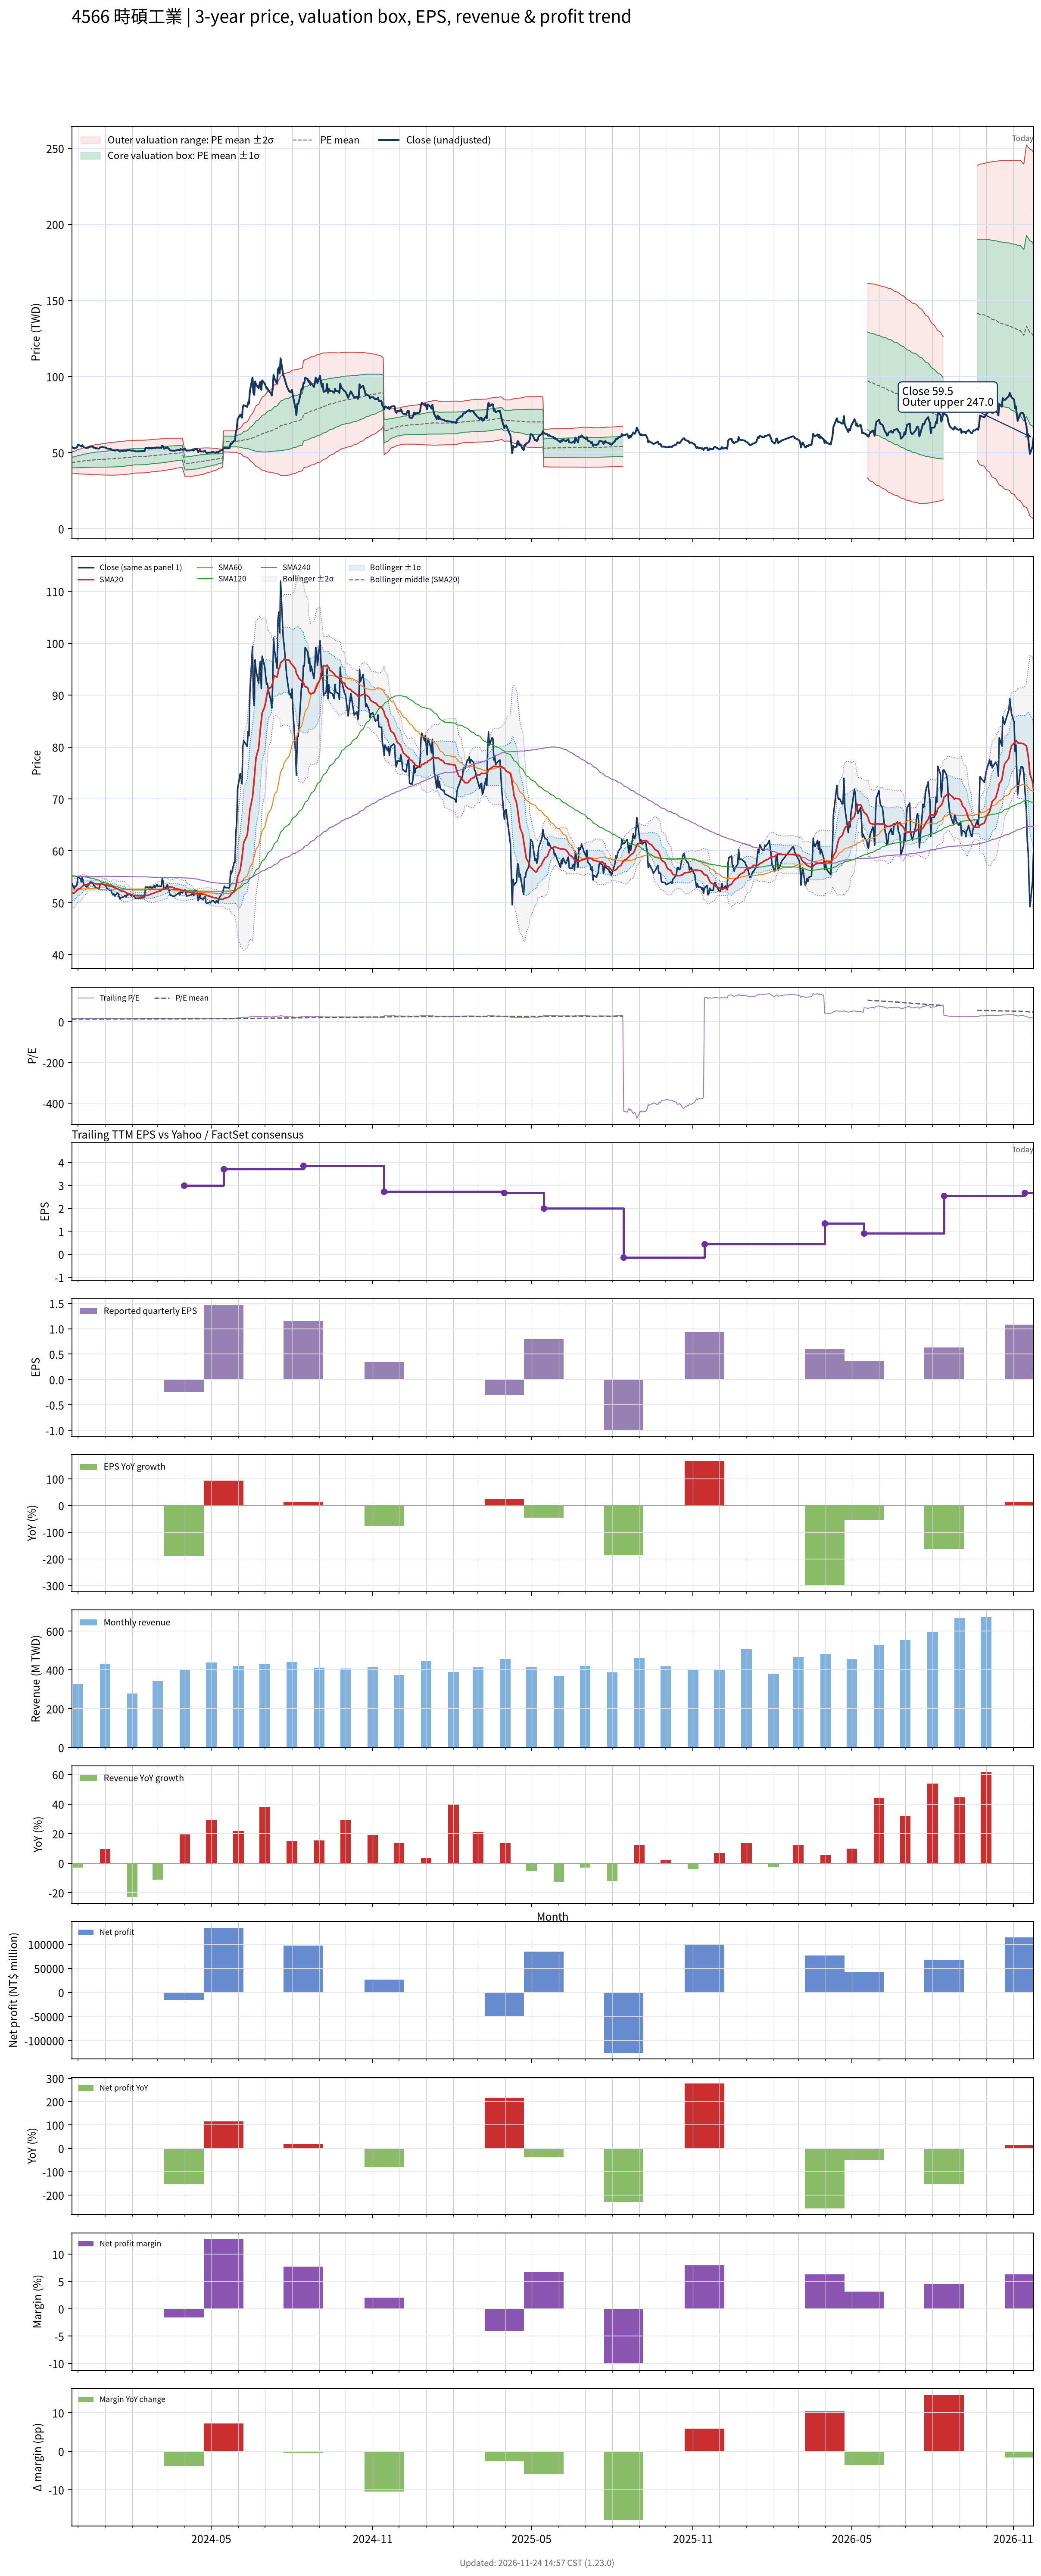 4566 時碩工業 | 3-year price, valuation box, EPS, revenue & profit trend
Outer valuation range: PE mean ±2σ
PE mean
Close (unadjusted)
Core valuation box: PE mean ±1σ
Today
250
200
150
100
50
0
Price (TWD)
Close 59.5
Outer upper 247.0
Close (same as panel 1)
SMA60
SMA240
Bollinger ±1σ
SMA20
SMA120
Bollinger ±2σ
Bollinger middle (SMA20)
110
100
90
80
70
60
50
40
Price
Trailing P/E
P/E mean
0
-200
-400
P/E
Trailing TTM EPS vs Yahoo / FactSet consensus
Today
4
3
2
1
0
-1
EPS
Reported quarterly EPS
1.5
1.0
0.5
0.0
-0.5
-1.0
EPS
EPS YoY growth
100
0
-100
-200
-300
YoY (%)
Monthly revenue
600
400
200
0
Revenue (M TWD)
Revenue YoY growth
60
40
20
0
-20
YoY (%)
Month
Net profit
100000
50000
0
-50000
-100000
Net profit (NT$ million)
Net profit YoY
300
200
100
0
-100
-200
YoY (%)
Net profit margin
10
5
0
-5
-10
Margin (%)
Margin YoY change
10
0
-10
Δ margin (pp)
2024-05
2024-11
2025-05
2025-11
2026-05
2026-11
Updated: 2026-11-24 14:57 CST (1.23.0)